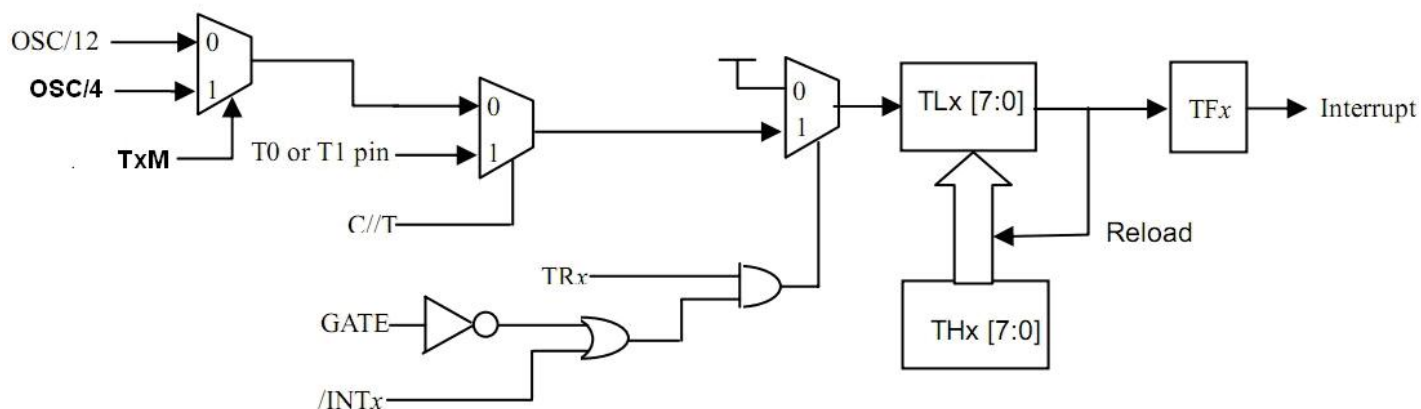 OSC/12
0
OSC/4
1
TxM
0
T0 or T1 pin
1
C//T
0
1
TLx [7:0]
TFx
Interrupt
Reload
TRx
GATE
THx [7:0]
/INTx